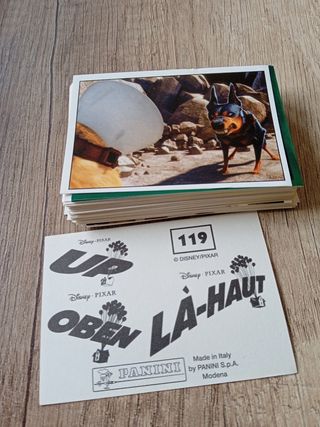 Disney · PIXAR
UP
119
© DISNEY/PIXAR
Disney · PIXAR
OBEN
Disney · PIXAR
LÀ-HAUT
PANINI
Made in Italy
by PANINI S.p.A.
Modena